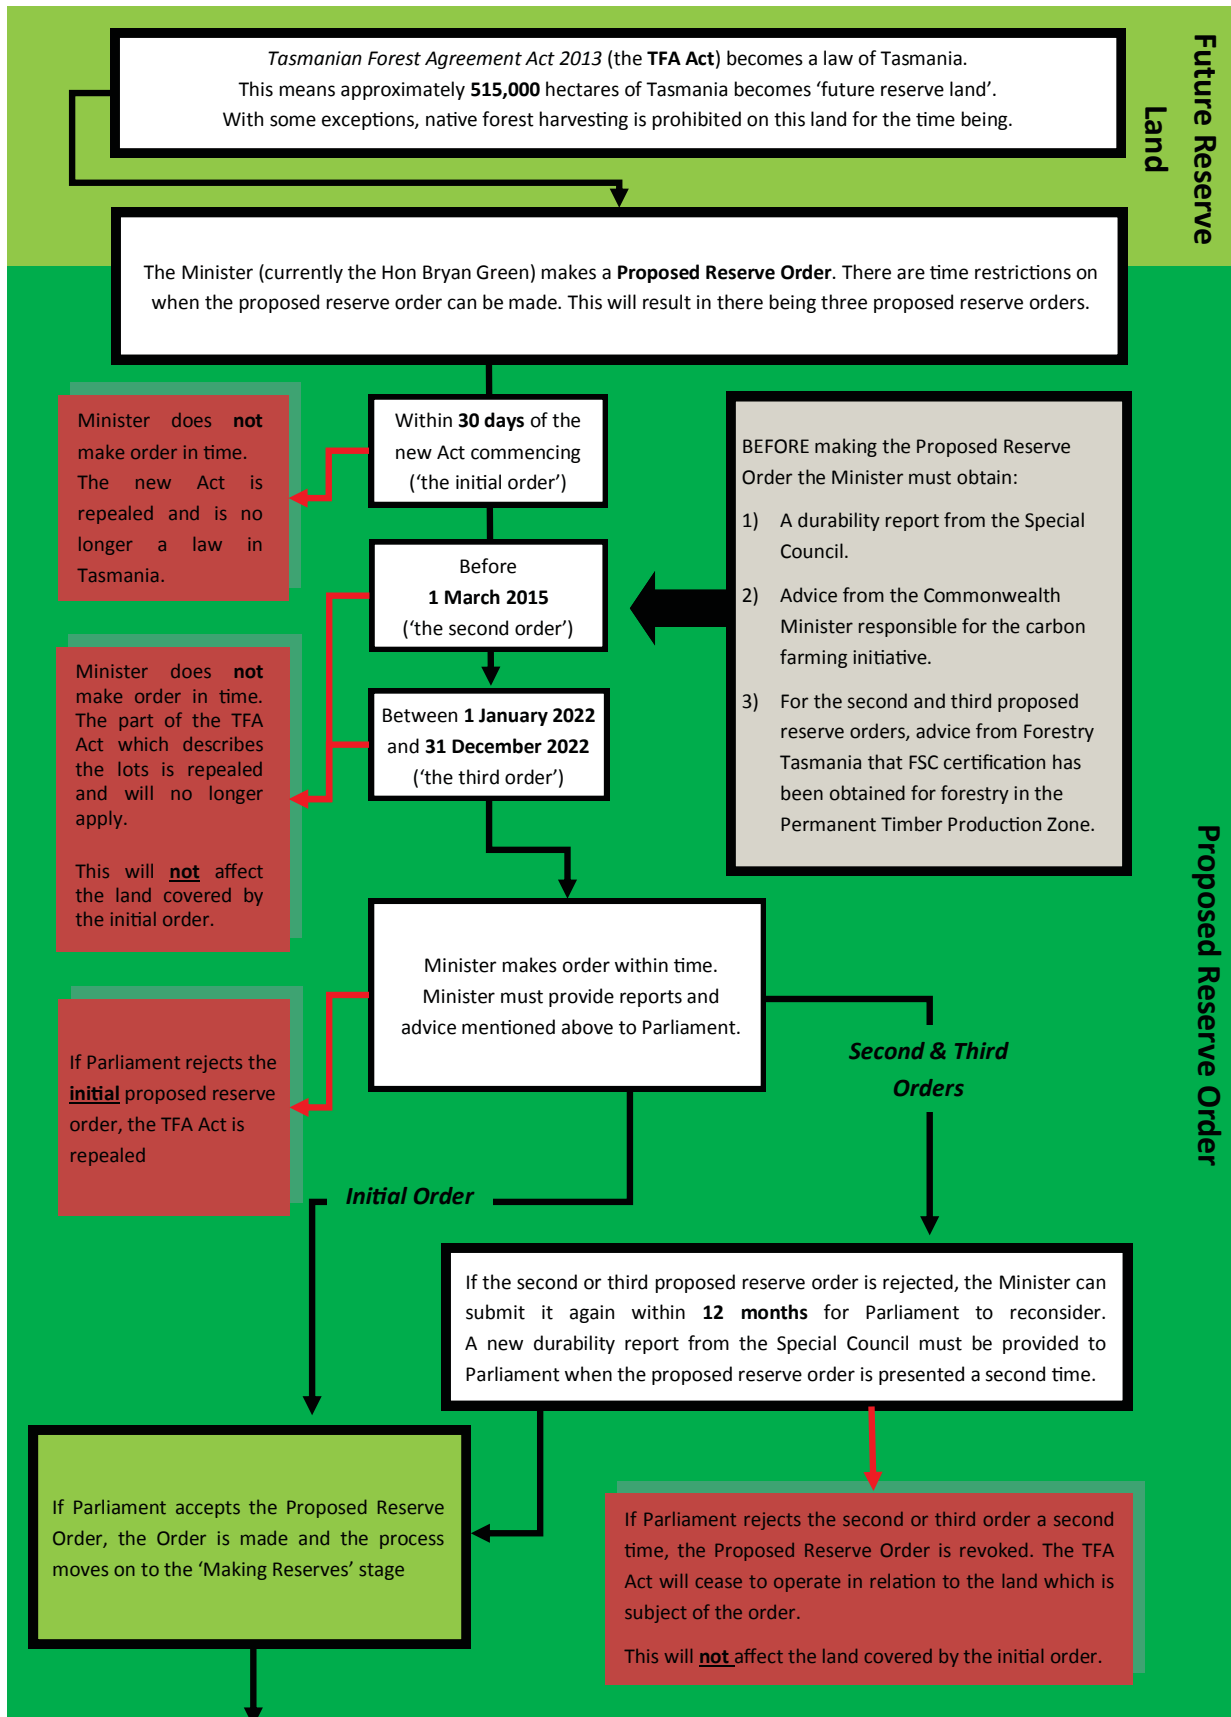 Tasmanian Forest Agreement Act 2013 (the TFA Act) becomes a law of Tasmania.
This means approximately 515,000 hectares of Tasmania becomes ‘future reserve land’.
With some exceptions, native forest harvesting is prohibited on this land for the time being.
Future Reserve
Land
The Minister (currently the Hon Bryan Green) makes a Proposed Reserve Order. There are time restrictions on
when the proposed reserve order can be made. This will result in there being three proposed reserve orders.
Minister does not
make order in time.
The new Act is
repealed and is no
longer a law in
Tasmania.
Within 30 days of the
new Act commencing
(‘the initial order’)
Before
1 March 2015
(‘the second order’)
Between 1 January 2022
and 31 December 2022
(‘the third order’)
BEFORE making the Proposed Reserve
Order the Minister must obtain:
1) A durability report from the Special
Council.
2) Advice from the Commonwealth
Minister responsible for the carbon
farming initiative.
3) For the second and third proposed
reserve orders, advice from Forestry
Tasmania that FSC certification has
been obtained for forestry in the
Permanent Timber Production Zone.
Minister does not
make order in time.
The part of the TFA
Act which describes
the lots is repealed
and will no longer
apply.
This will not affect
the land covered by
the initial order.
Proposed Reserve Order
Minister makes order within time.
Minister must provide reports and
advice mentioned above to Parliament.
If Parliament rejects the
initial proposed reserve
order, the TFA Act is
repealed
Second & Third
Orders
Initial Order
If the second or third proposed reserve order is rejected, the Minister can
submit it again within 12 months for Parliament to reconsider.
A new durability report from the Special Council must be provided to
Parliament when the proposed reserve order is presented a second time.
If Parliament accepts the Proposed Reserve
Order, the Order is made and the process
moves on to the ‘Making Reserves’ stage
If Parliament rejects the second or third order a second
time, the Proposed Reserve Order is revoked. The TFA
Act will cease to operate in relation to the land which is
subject of the order.
This will not affect the land covered by the initial order.